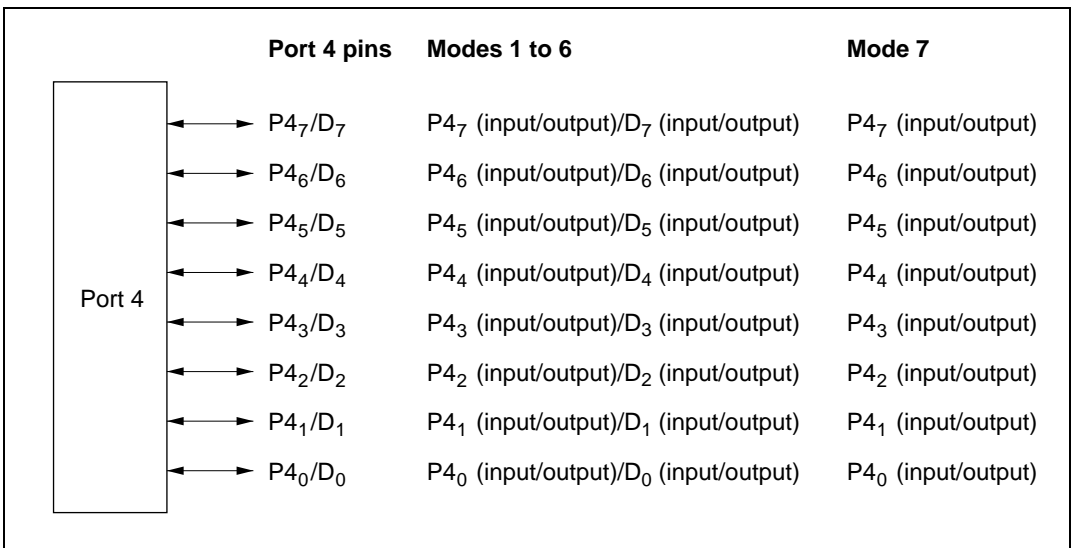 Port 4 pins Modes 1 to 6 Mode 7
P4₇/D₇ P4₇ (input/output)/D₇ (input/output) P4₇ (input/output)
P4₆/D₆ P4₆ (input/output)/D₆ (input/output) P4₆ (input/output)
P4₅/D₅ P4₅ (input/output)/D₅ (input/output) P4₅ (input/output)
P4₄/D₄ P4₄ (input/output)/D₄ (input/output) P4₄ (input/output)
Port 4
P4₃/D₃ P4₃ (input/output)/D₃ (input/output) P4₃ (input/output)
P4₂/D₂ P4₂ (input/output)/D₂ (input/output) P4₂ (input/output)
P4₁/D₁ P4₁ (input/output)/D₁ (input/output) P4₁ (input/output)
P4₀/D₀ P4₀ (input/output)/D₀ (input/output) P4₀ (input/output)